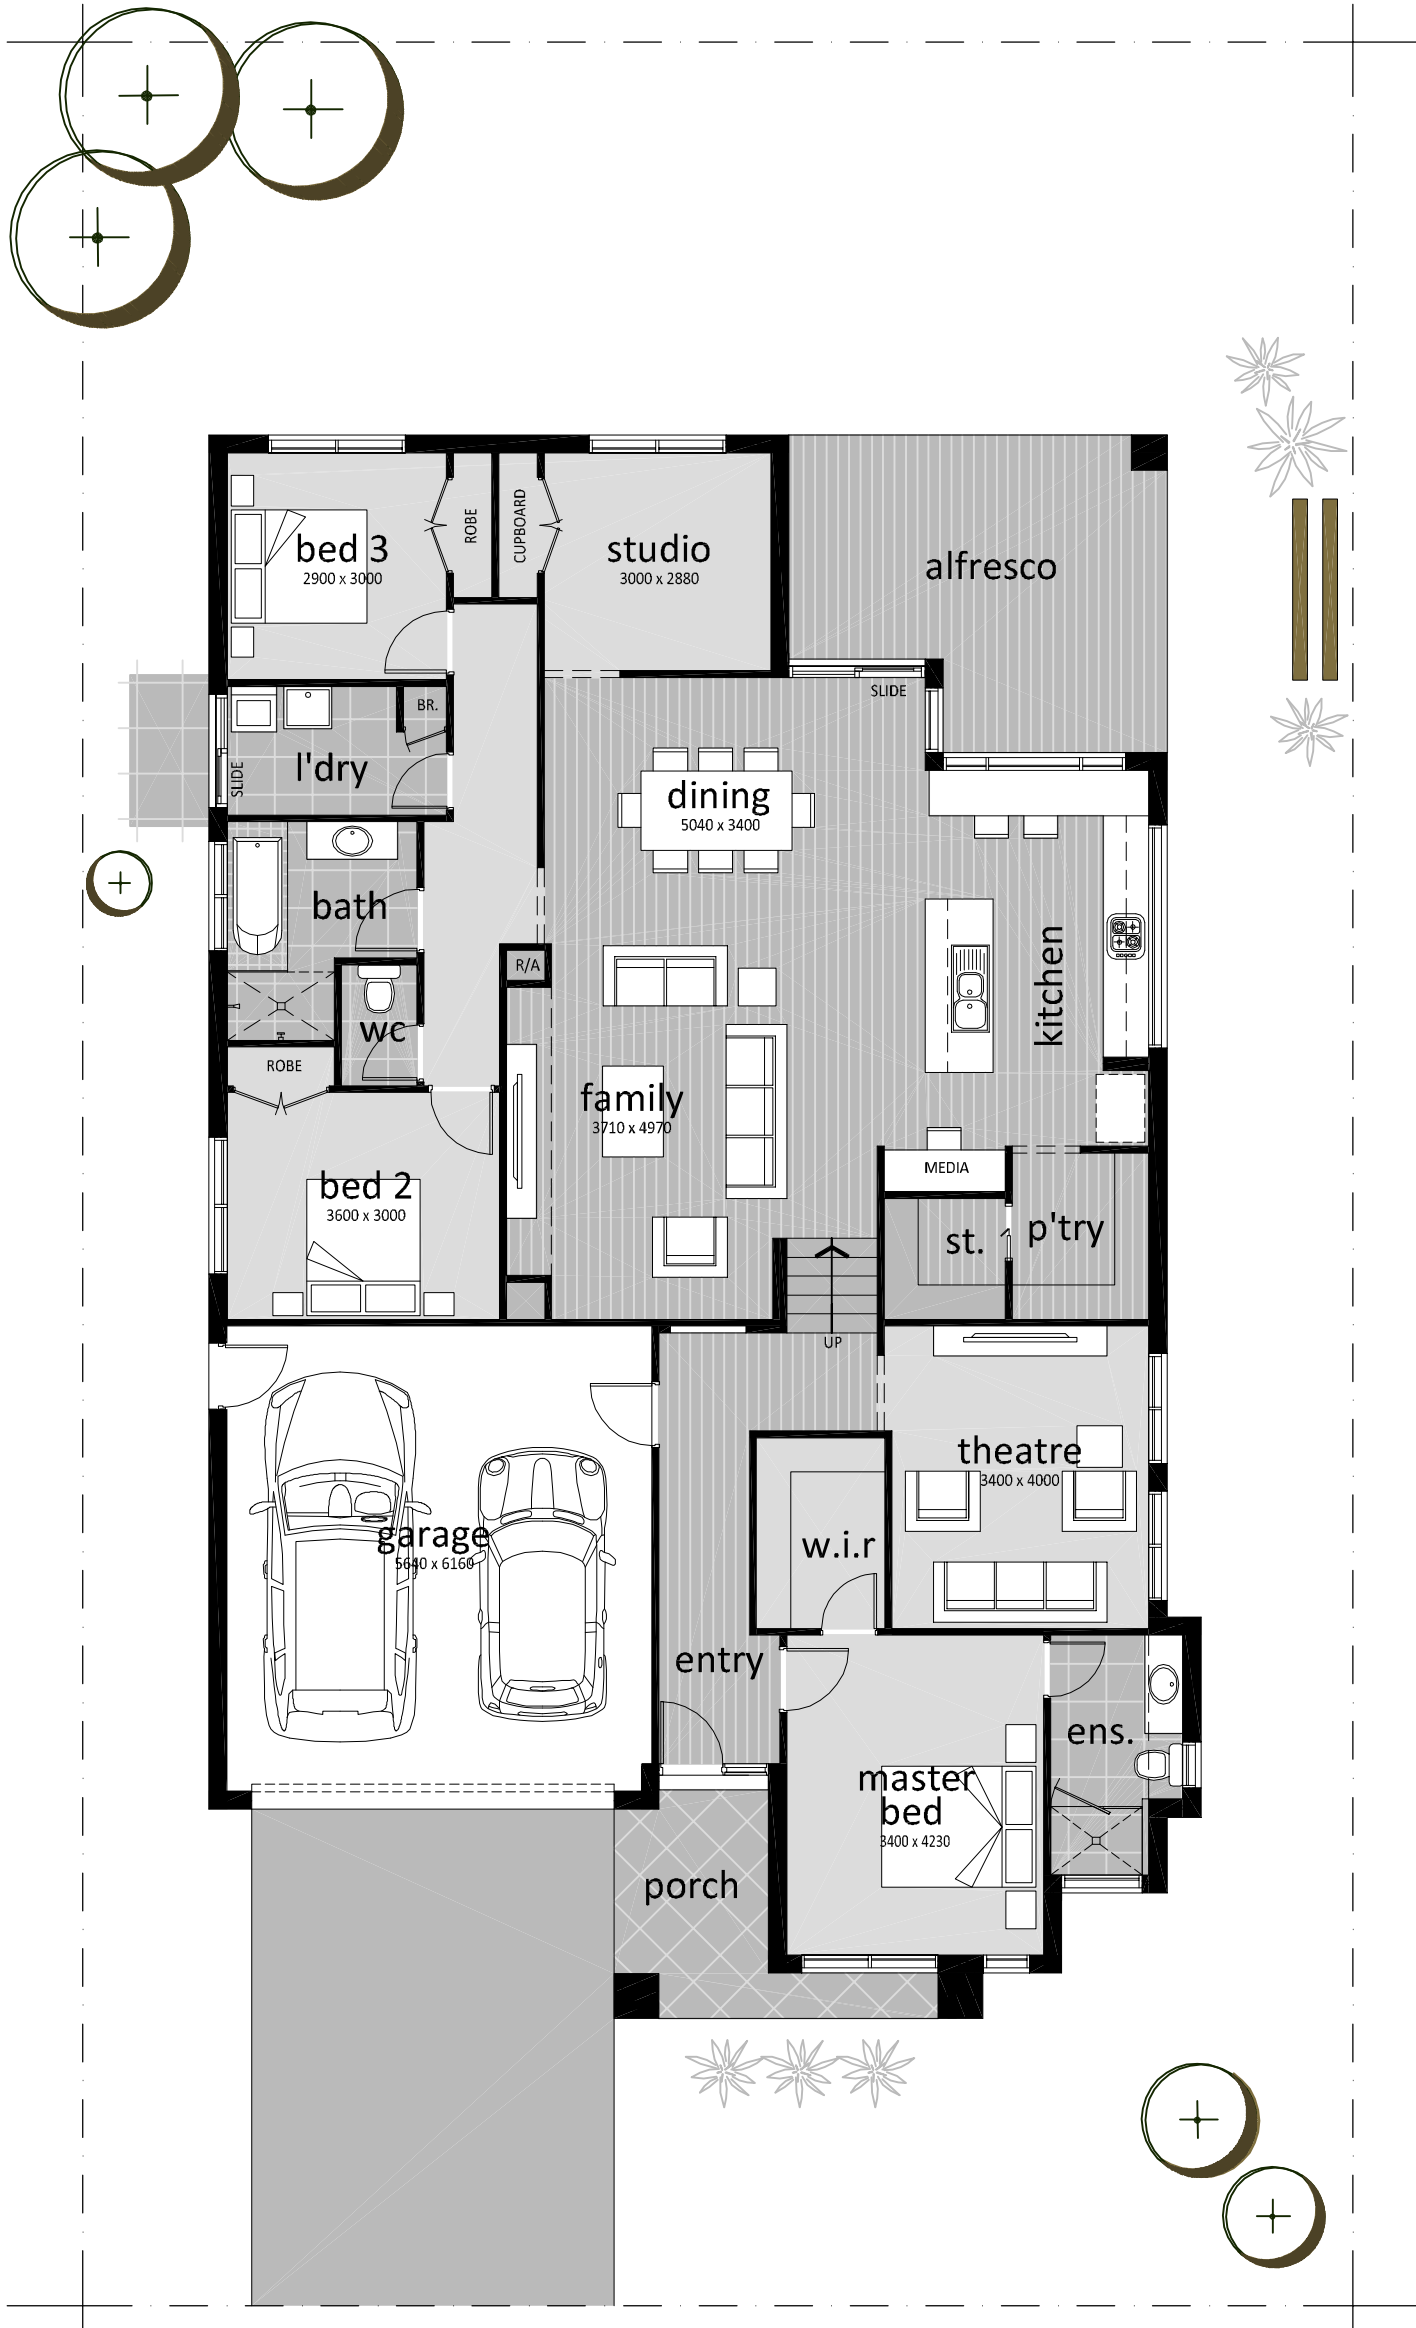 bed 3
2900 x 3000
ROBE
CUPBOARD
studio
3000 x 2880
alfresco
SLIDE
BR.
l'dry
SLIDE
dining
5040 x 3400
bath
R/A
kitchen
wc
ROBE
family
3710 x 4970
MEDIA
bed 2
3600 x 3000
st.
p'try
UP
theatre
3400 x 4000
garage
5640 x 6160
w.i.r
entry
ens.
master
bed
3400 x 4230
porch